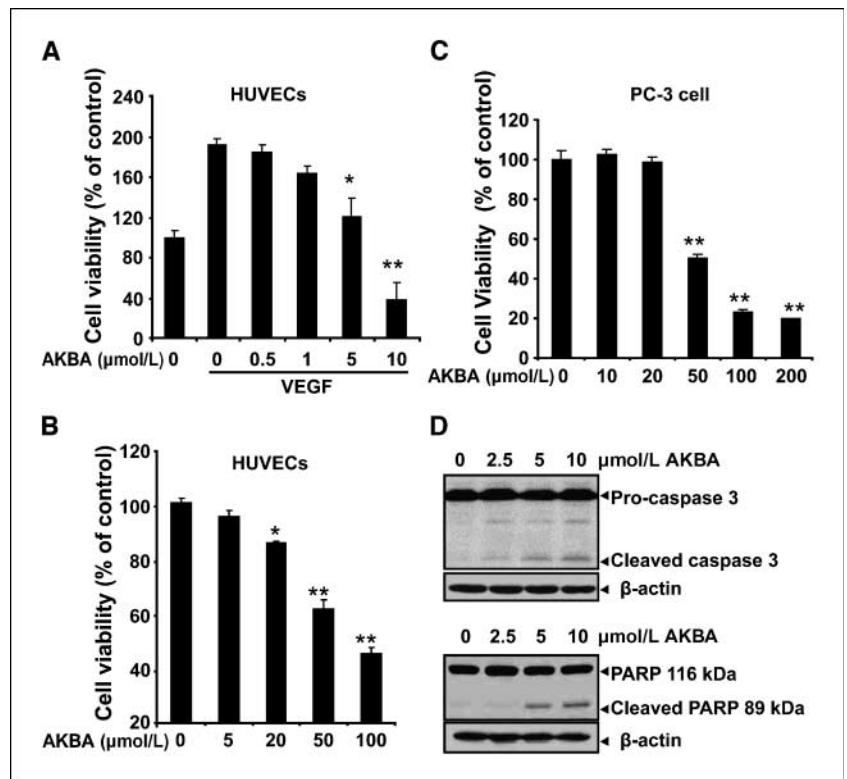 A
HUVECs
Cell viability (% of control)
240
200
160
120
80
40
0
*
**
AKBA (µmol/L) 0 0 0.5 1 5 10
VEGF
B
HUVECs
Cell viability (% of control)
120
100
80
60
40
20
*
**
**
AKBA (µmol/L) 0 5 20 50 100
C
PC-3 cell
Cell Viability (% of control)
120
100
80
60
40
20
0
**
**
**
AKBA (µmol/L) 0 10 20 50 100 200
D
0 2.5 5 10 µmol/L AKBA
Pro-caspase 3
Cleaved caspase 3
β-actin
0 2.5 5 10 µmol/L AKBA
PARP 116 kDa
Cleaved PARP 89 kDa
β-actin